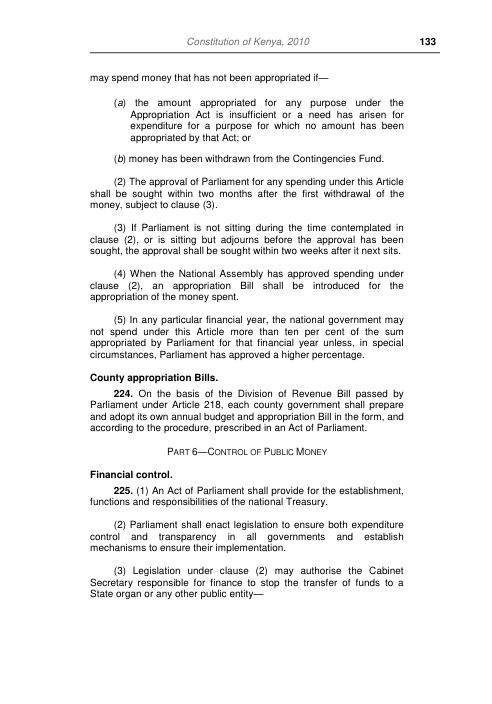 Constitution of Kenya, 2010 133
may spend money that has not been appropriated if—
(a) the amount appropriated for any purpose under the
Appropriation Act is insufficient or a need has arisen for
expenditure for a purpose for which no amount has been
appropriated by that Act; or
(b) money has been withdrawn from the Contingencies Fund.
(2) The approval of Parliament for any spending under this Article
shall be sought within two months after the first withdrawal of the
money, subject to clause (3).
(3) If Parliament is not sitting during the time contemplated in
clause (2), or is sitting but adjourns before the approval has been
sought, the approval shall be sought within two weeks after it next sits.
(4) When the National Assembly has approved spending under
clause (2), an appropriation Bill shall be introduced for the
appropriation of the money spent.
(5) In any particular financial year, the national government may
not spend under this Article more than ten per cent of the sum
appropriated by Parliament for that financial year unless, in special
circumstances, Parliament has approved a higher percentage.
County appropriation Bills.
224. On the basis of the Division of Revenue Bill passed by
Parliament under Article 218, each county government shall prepare
and adopt its own annual budget and appropriation Bill in the form, and
according to the procedure, prescribed in an Act of Parliament.
PART 6—CONTROL OF PUBLIC MONEY
Financial control.
225. (1) An Act of Parliament shall provide for the establishment,
functions and responsibilities of the national Treasury.
(2) Parliament shall enact legislation to ensure both expenditure
control and transparency in all governments and establish
mechanisms to ensure their implementation.
(3) Legislation under clause (2) may authorise the Cabinet
Secretary responsible for finance to stop the transfer of funds to a
State organ or any other public entity—